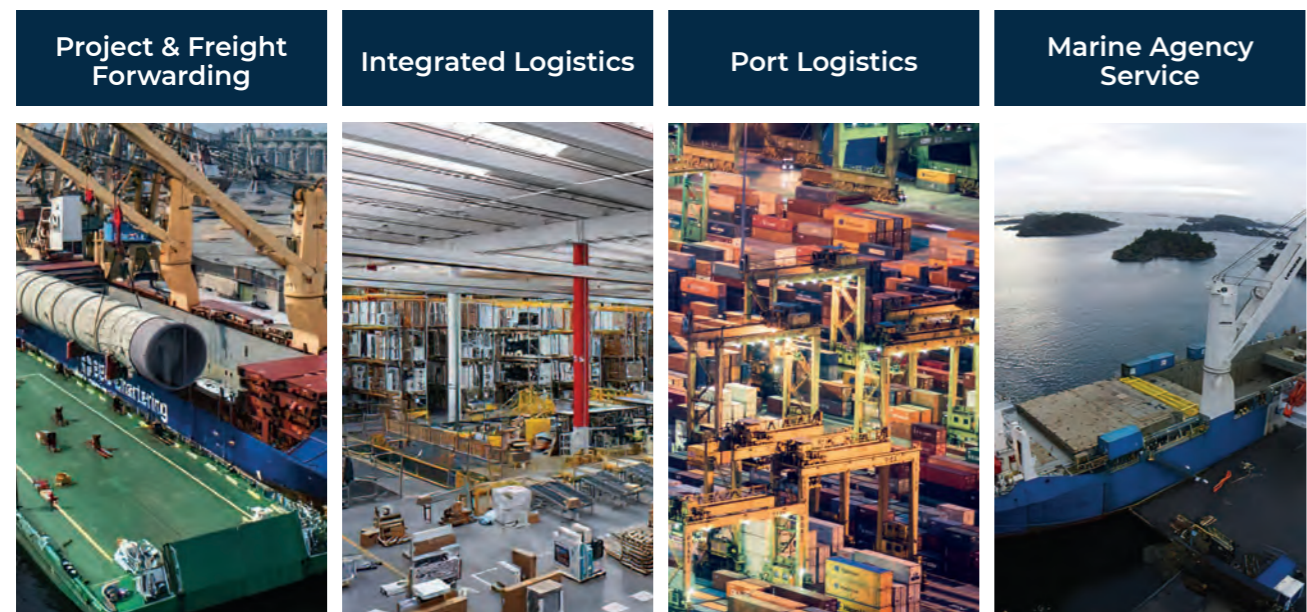 Project & Freight
Forwarding
Integrated Logistics
Port Logistics
Marine Agency
Service
Chartering